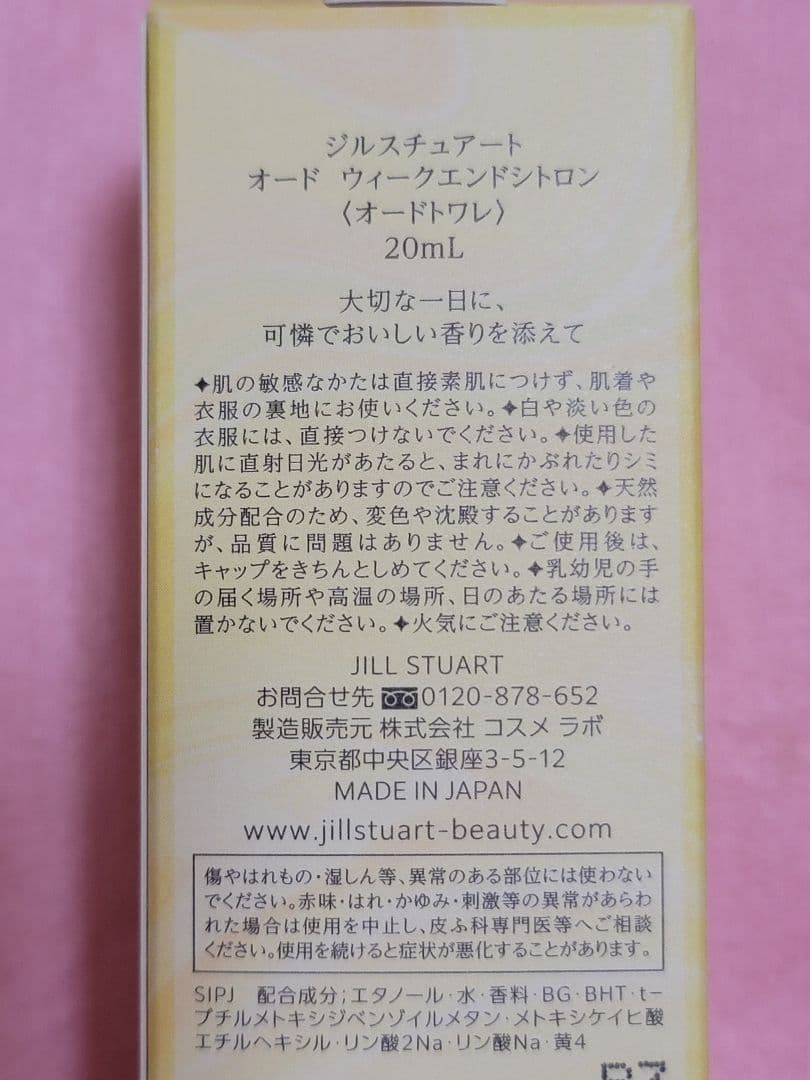 ジルスチュアート
オード ウィークエンドシトロン
〈オードトワレ〉
20mL
大切な一日に、
可憐でおいしい香りを添えて
✦肌の敏感なかたは直接素肌につけず、肌着や
衣服の裏地にお使いください。✦白や淡い色の
衣服には、直接つけないでください。✦使用した
肌に直射日光があたると、まれにかぶれたりシミ
になることがありますのでご注意ください。✦天然
成分配合のため、変色や沈殿することがあります
が、品質に問題はありません。✦ご使用後は、
キャップをきちんとしめてください。✦乳幼児の手
の届く場所や高温の場所、日のあたる場所には
置かないでください。✦火気にご注意ください。
JILL STUART
お問合せ先 0120-878-652
製造販売元 株式会社 コスメ ラボ
東京都中央区銀座3-5-12
MADE IN JAPAN
www.jillstuart-beauty.com
傷やはれもの・湿しん等、異常のある部位には使わない
でください。赤味・はれ・かゆみ・刺激等の異常があらわ
れた場合は使用を中止し、皮ふ科専門医等へご相談
ください。使用を続けると症状が悪化することがあります。
SIPJ 配合成分；エタノール・水・香料・BG・BHT・t-
ブチルメトキシジベンゾイルメタン・メトキシケイヒ酸
エチルヘキシル・リン酸2Na・リン酸Na・黄4